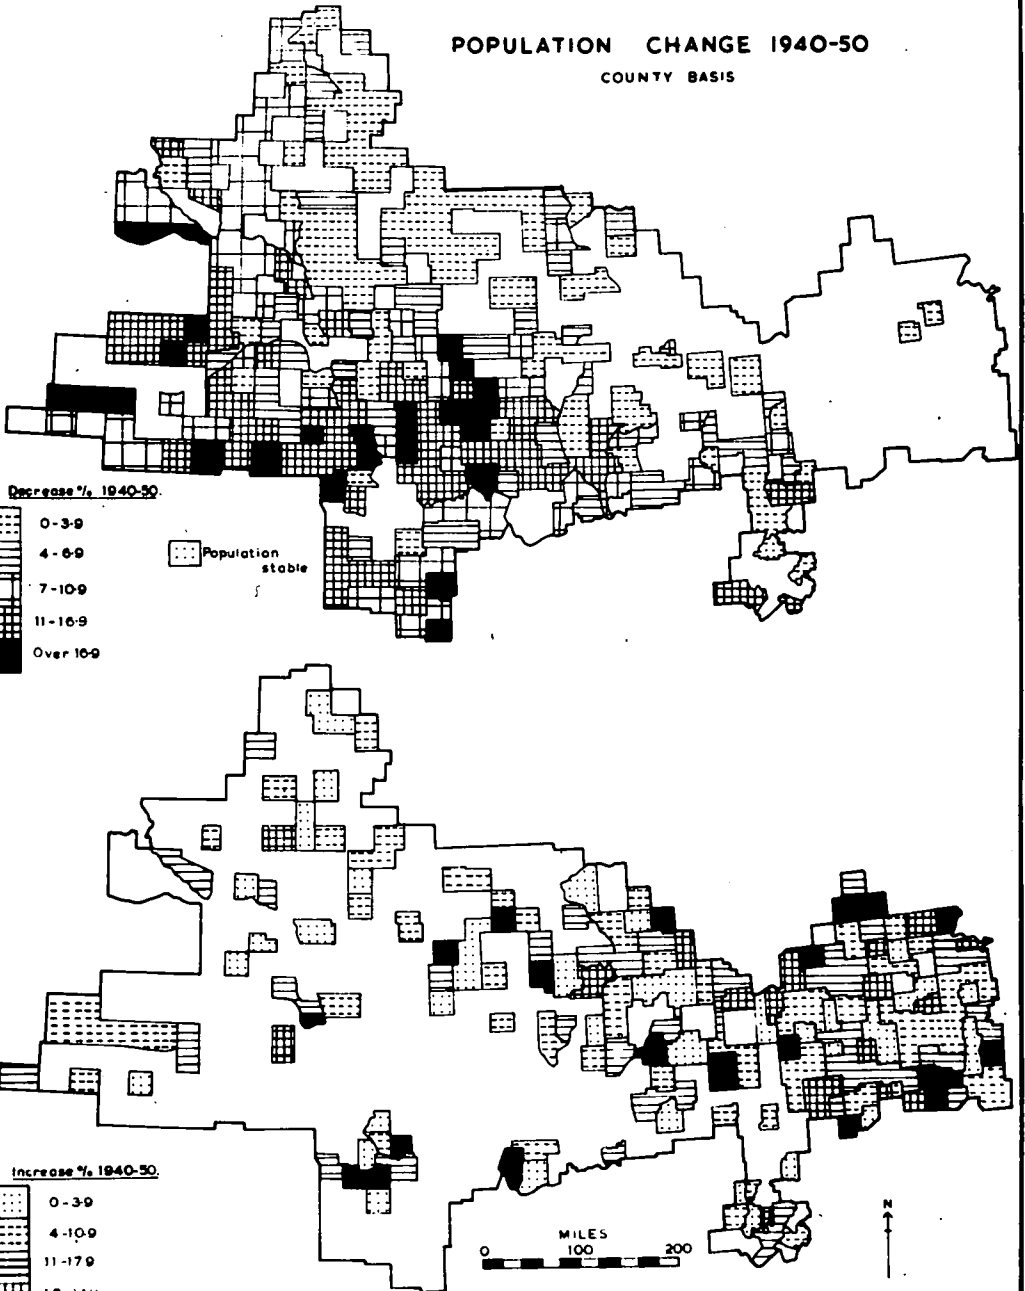 POPULATION CHANGE 1940-50
COUNTY BASIS
Decrease % 1940-50.
0-3·9
4-6·9
7-10·9
11-16·9
Over 16·9
Population
stable
Increase % 1940-50.
0-3·9
4-10·9
11-17·9
MILES
0 100 200
N